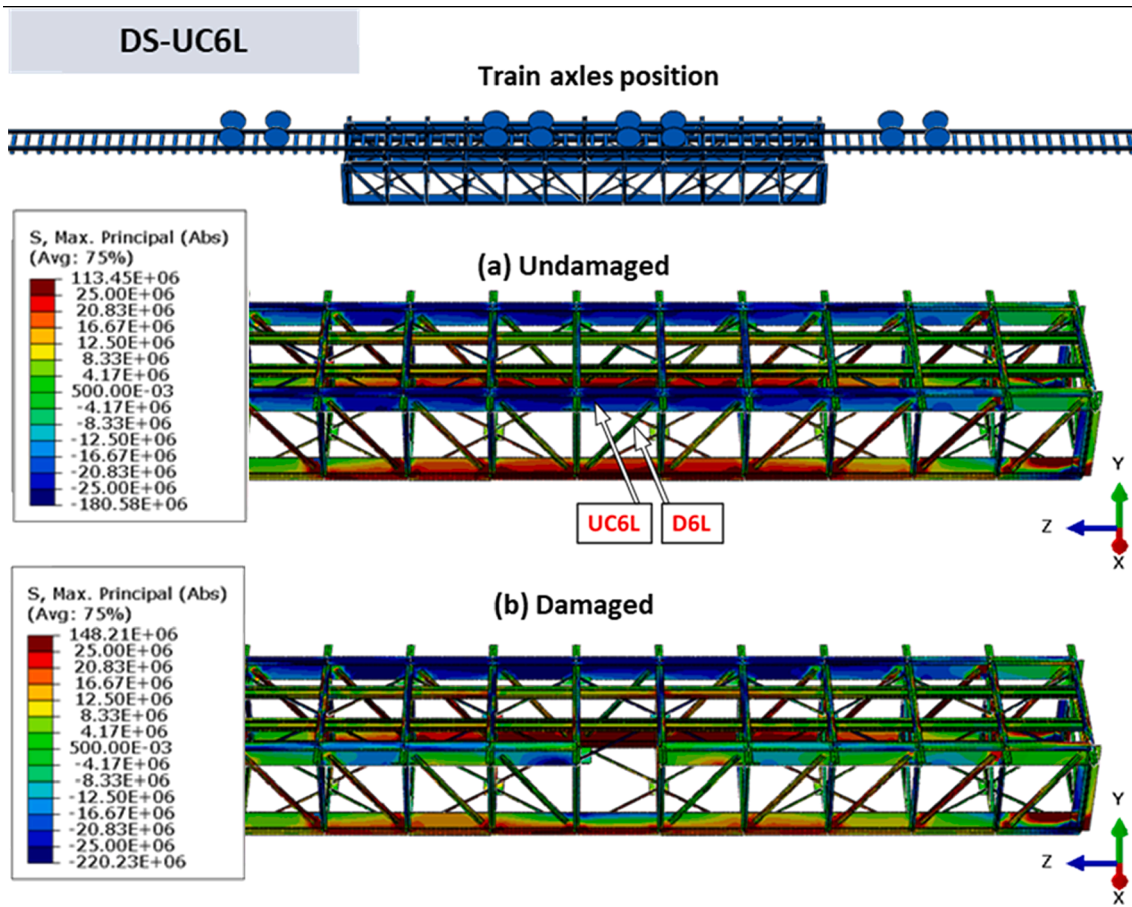 DS-UC6L
Train axles position
S, Max. Principal (Abs)
(Avg: 75%)
113.45E+06
25.00E+06
20.83E+06
16.67E+06
12.50E+06
8.33E+06
4.17E+06
500.00E-03
-4.17E+06
-8.33E+06
-12.50E+06
-16.67E+06
-20.83E+06
-25.00E+06
-180.58E+06
(a) Undamaged
UC6L
D6L
Y
Z
X
S, Max. Principal (Abs)
(Avg: 75%)
148.21E+06
25.00E+06
20.83E+06
16.67E+06
12.50E+06
8.33E+06
4.17E+06
500.00E-03
-4.17E+06
-8.33E+06
-12.50E+06
-16.67E+06
-20.83E+06
-25.00E+06
-220.23E+06
(b) Damaged
Y
Z
X